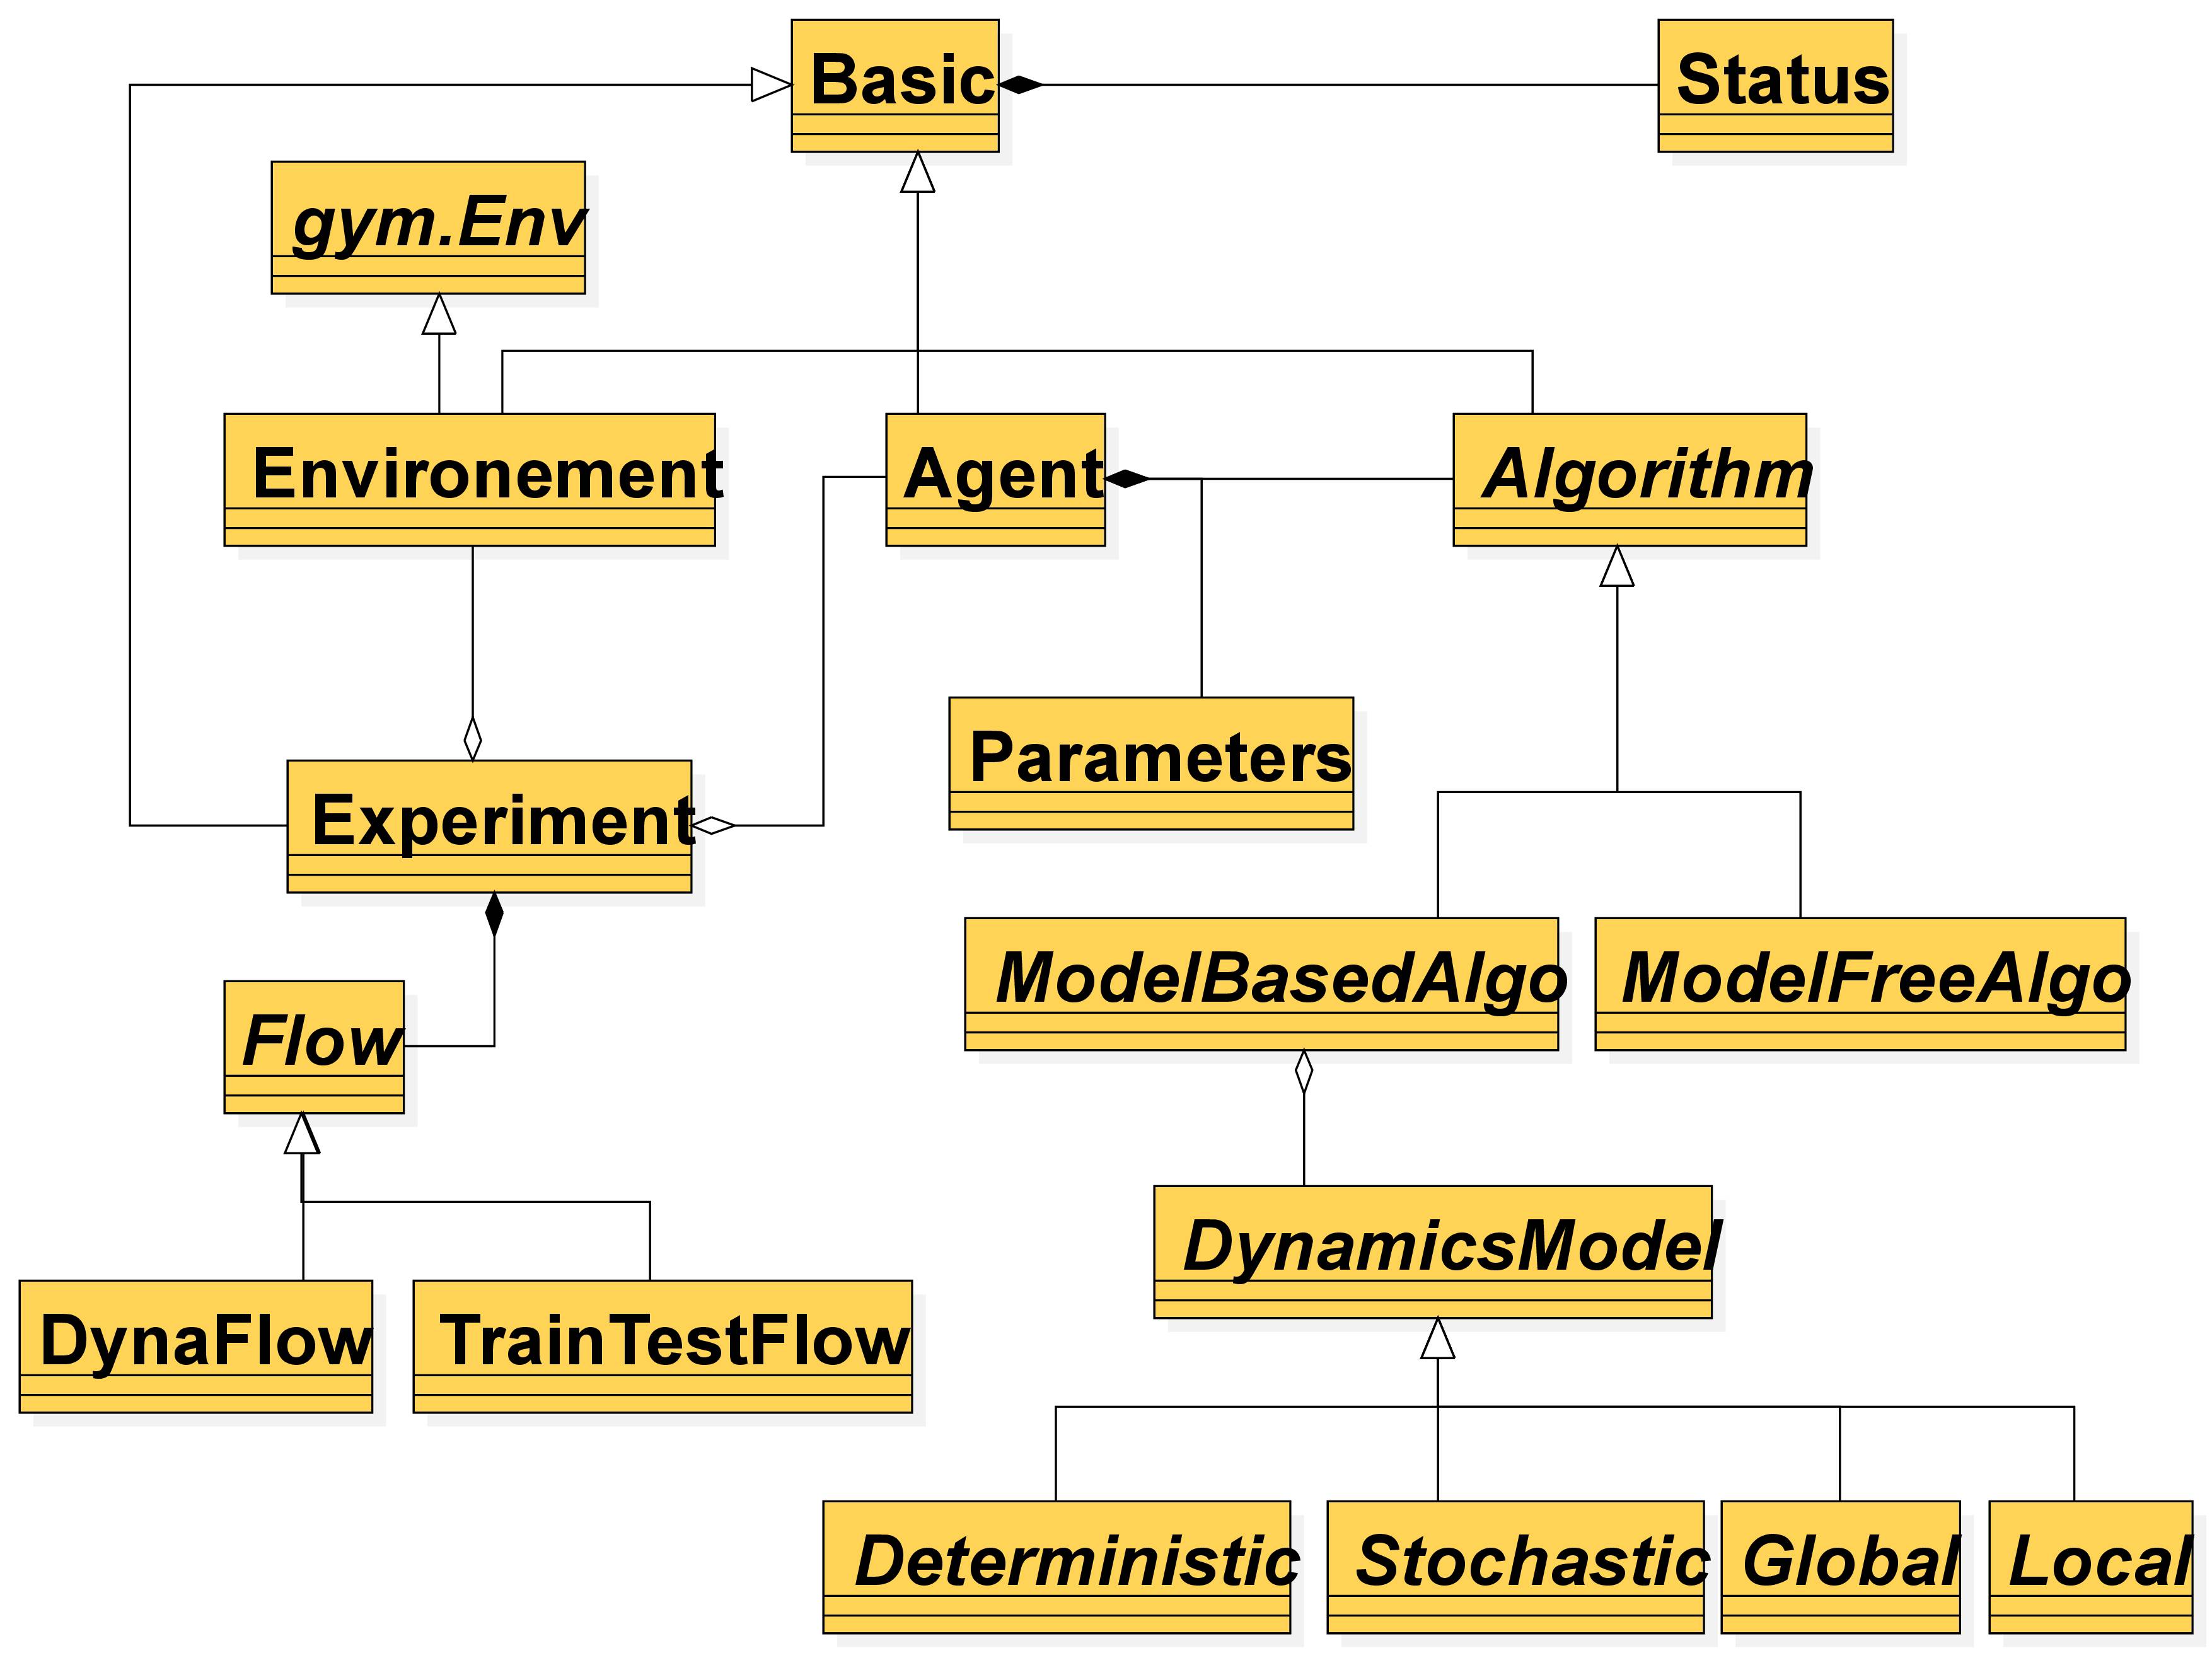 Basic
Status
gym.Env
Environement
Agent
Algorithm
Parameters
Experiment
ModelBasedAlgo
ModelFreeAlgo
Flow
DynamicsModel
DynaFlow
TrainTestFlow
Deterministic
Stochastic
Global
Local